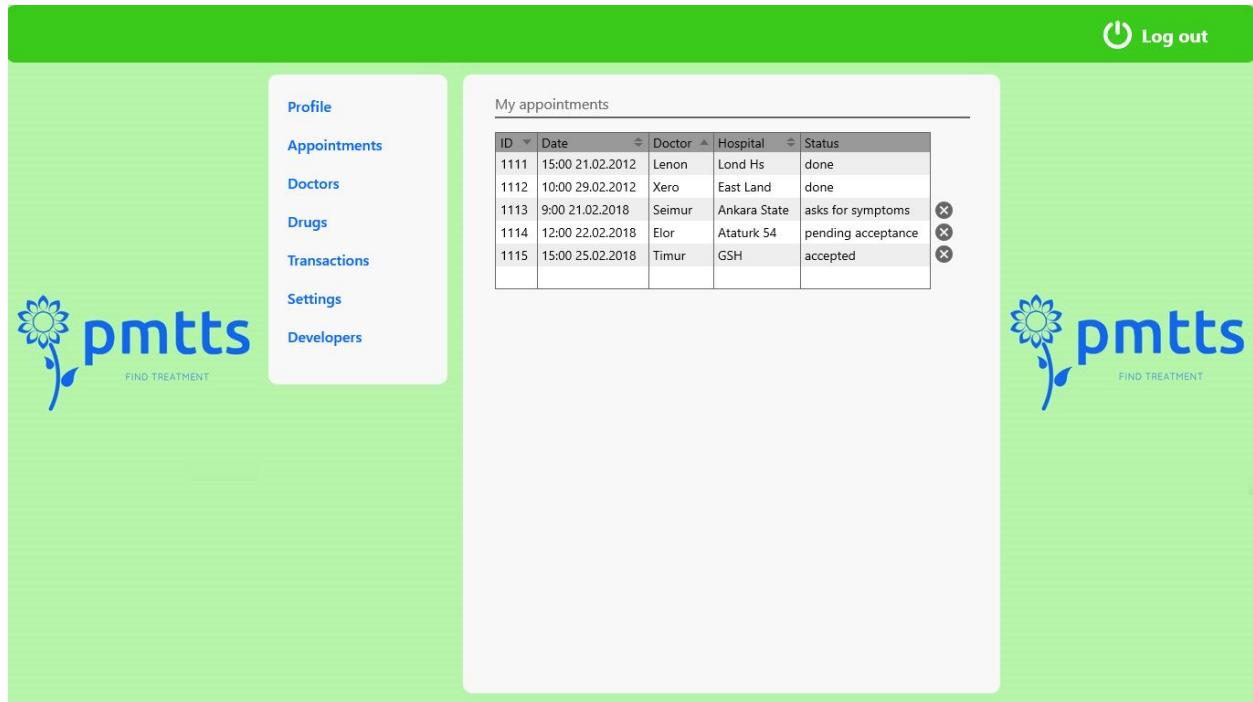 Log out
Profile
Appointments
Doctors
Drugs
Transactions
Settings
Developers
My appointments
ID Date Doctor Hospital Status
1111 15:00 21.02.2012 Lenon Lond Hs done
1112 10:00 29.02.2012 Xero East Land done
1113 9:00 21.02.2018 Seimur Ankara State asks for symptoms
1114 12:00 22.02.2018 Elor Ataturk 54 pending acceptance
1115 15:00 25.02.2018 Timur GSH accepted
pmtts
FIND TREATMENT
pmtts
FIND TREATMENT